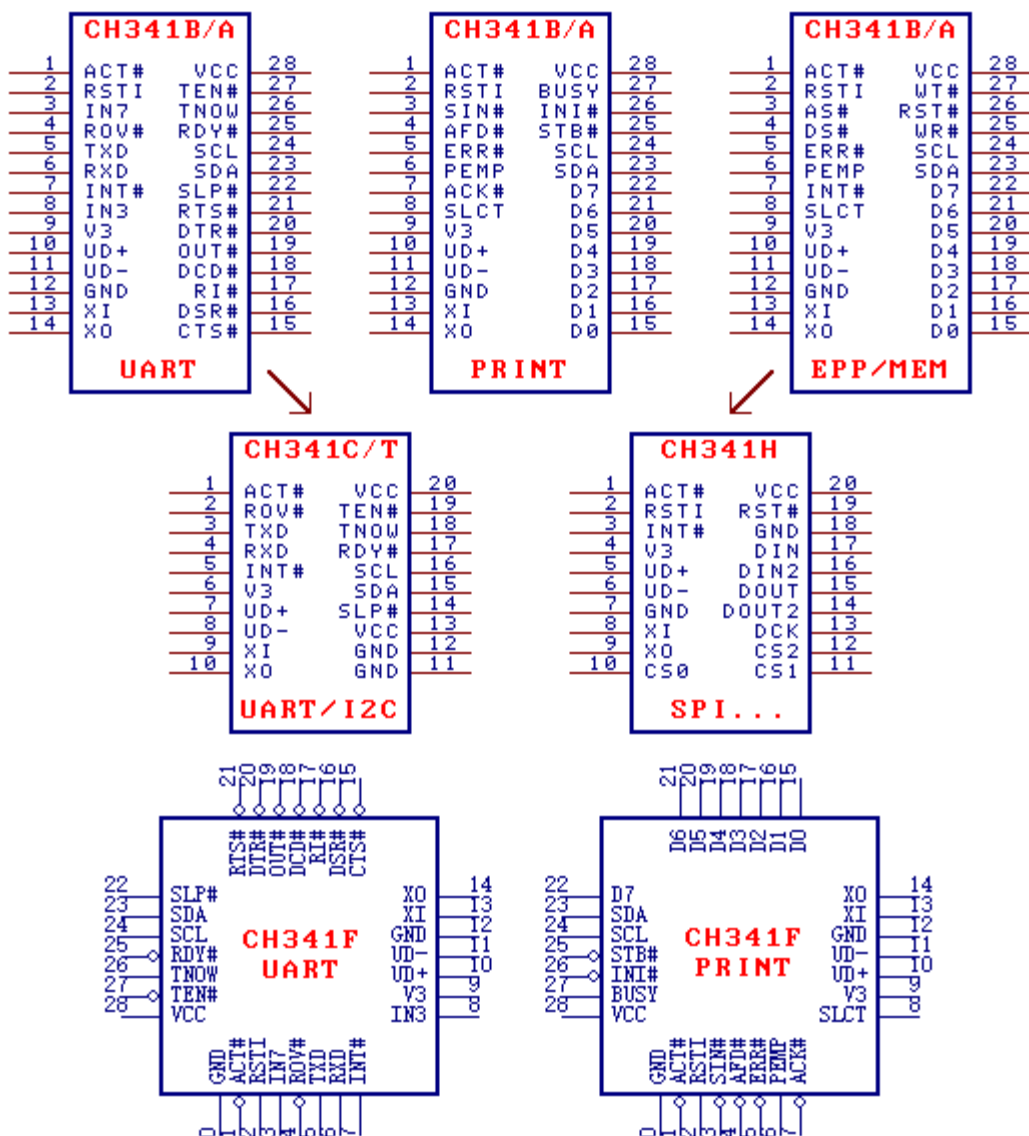 CH341B/A CH341B/A CH341B/A
1 ACT# VCC 28 1 ACT# VCC 28 1 ACT# VCC 28
2 RSTI TEN# 27 2 RSTI BUSY 27 2 RSTI WT# 27
3 IN7 TNOW 26 3 SIN# INI# 26 3 AS# RST# 26
4 ROV# RDY# 25 4 AFD# STB# 25 4 DS# WR# 25
5 TXD SCL 24 5 ERR# SCL 24 5 ERR# SCL 24
6 RXD SDA 23 6 PEMP SDA 23 6 PEMP SDA 23
7 INT# SLP# 22 7 ACK# D7 22 7 INT# D7 22
8 IN3 RTS# 21 8 SLCT D6 21 8 SLCT D6 21
9 V3 DTR# 20 9 V3 D5 20 9 V3 D5 20
10 UD+ OUT# 19 10 UD+ D4 19 10 UD+ D4 19
11 UD- DCD# 18 11 UD- D3 18 11 UD- D3 18
12 GND RI# 17 12 GND D2 17 12 GND D2 17
13 XI DSR# 16 13 XI D1 16 13 XI D1 16
14 XO CTS# 15 14 XO D0 15 14 XO D0 15
UART PRINT EPP/MEM
CH341C/T CH341H
1 ACT# VCC 20 1 ACT# VCC 20
2 ROV# TEN# 19 2 RSTI RST# 19
3 TXD TNOW 18 3 INT# GND 18
4 RXD RDY# 17 4 V3 DIN 17
5 INT# SCL 16 5 UD+ DIN2 16
6 V3 SDA 15 6 UD- DOUT 15
7 UD+ SLP# 14 7 GND DOUT2 14
8 UD- VCC 13 8 XI DCK 13
9 XI GND 12 9 XO CS2 12
10 XO GND 11 10 CS0 CS1 11
UART/I2C SPI...
21 20 19 18 17 16 15 21 20 19 18 17 16 15
RTS# DTR# OUT# DCD# RI# DSR# CTS# D6 D5 D4 D3 D2 D1 D0
22 SLP# XO 14 22 D7 XO 14
23 SDA XI 13 23 SDA XI 13
24 SCL GND 12 24 SCL GND 12
25 RDY# UD- 11 25 STB# UD- 11
26 TNOW UD+ 10 26 INI# UD+ 10
27 TEN# V3 9 27 BUSY V3 9
28 VCC IN3 8 28 VCC SLCT 8
CH341F CH341F
UART PRINT
GND ACT# RSTI IN7 ROV# TXD RXD INT# GND ACT# RSTI SIN# AFD# ERR# PEMP ACK#
0 1 2 3 4 5 6 7 0 1 2 3 4 5 6 7